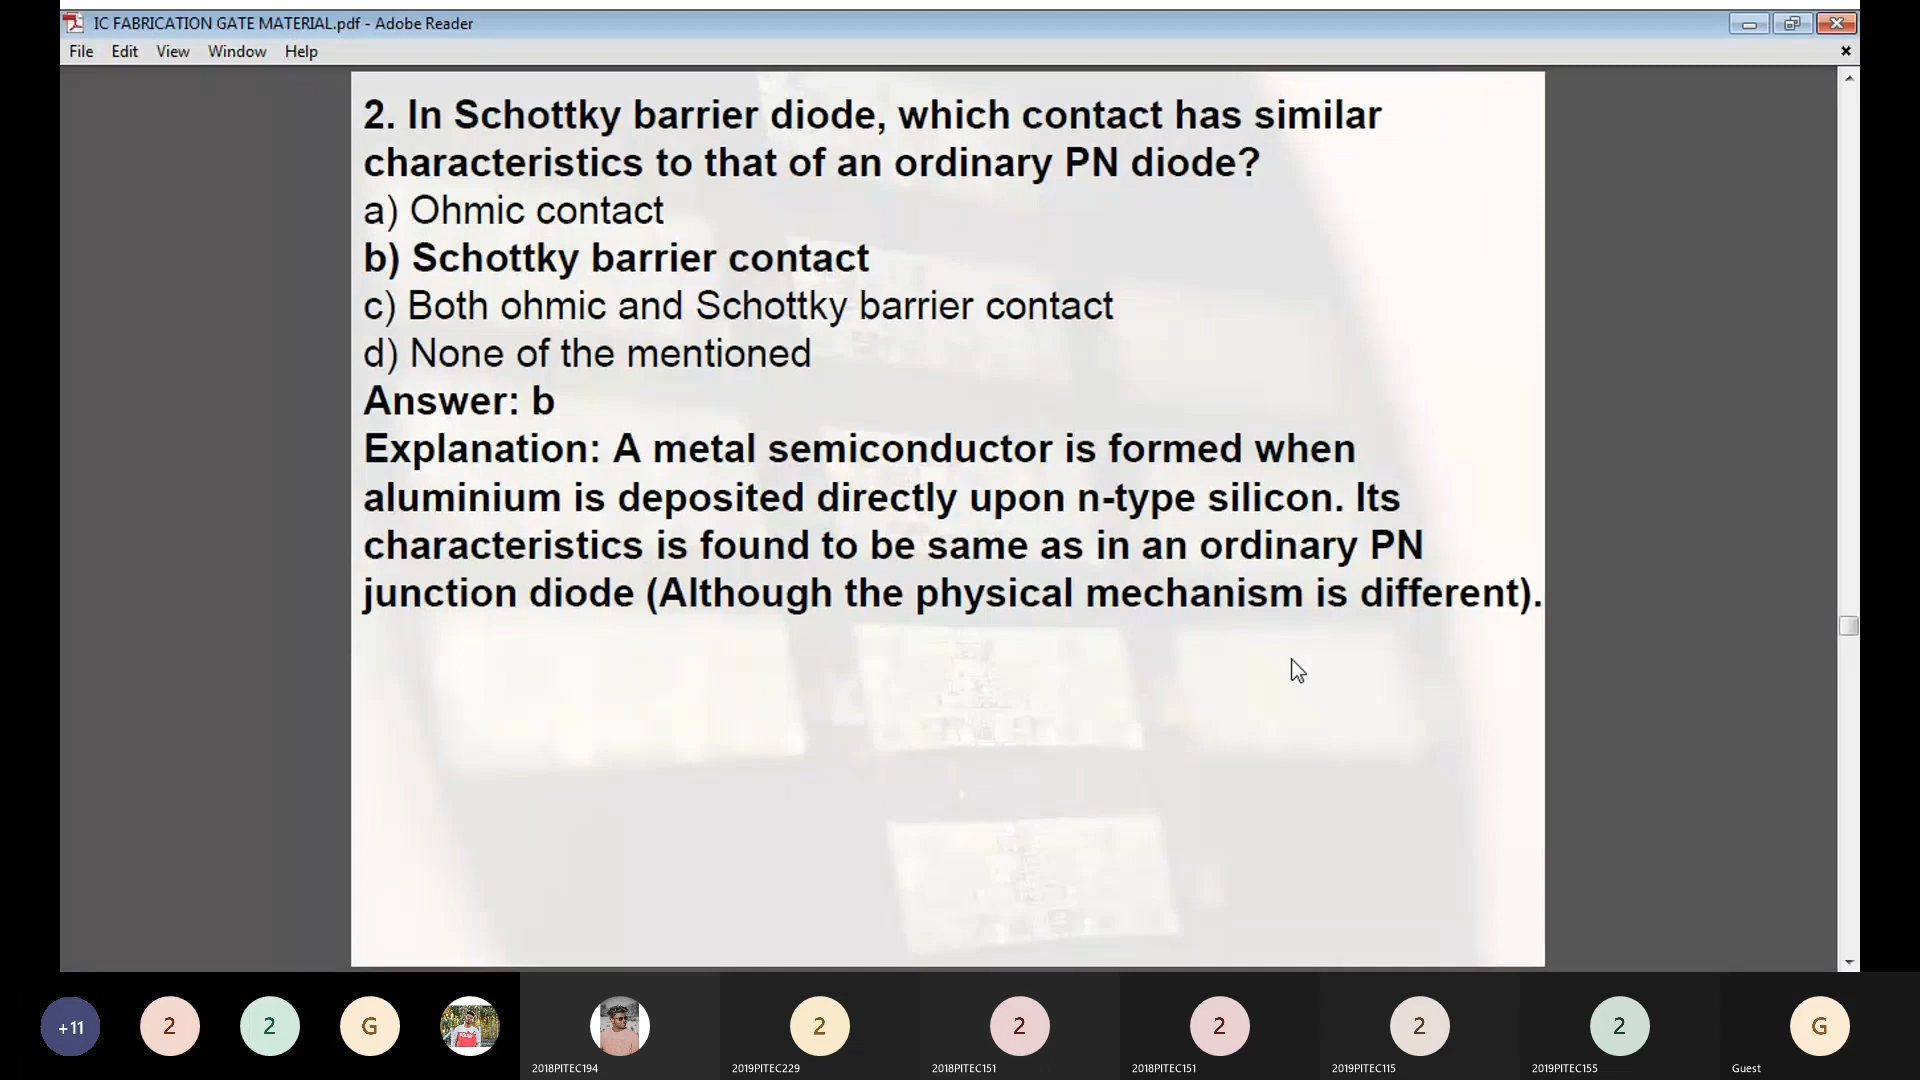 IC FABRICATION GATE MATERIAL.pdf - Adobe Reader
File Edit View Window Help
2. In Schottky barrier diode, which contact has similar
characteristics to that of an ordinary PN diode?
a) Ohmic contact
b) Schottky barrier contact
c) Both ohmic and Schottky barrier contact
d) None of the mentioned
Answer: b
Explanation: A metal semiconductor is formed when
aluminium is deposited directly upon n-type silicon. Its
characteristics is found to be same as in an ordinary PN
junction diode (Although the physical mechanism is different).
+11 2 2 G 2 2 2 2 2 G
2018PITEC194 2019PITEC229 2018PITEC151 2018PITEC151 2019PITEC115 2019PITEC155 Guest